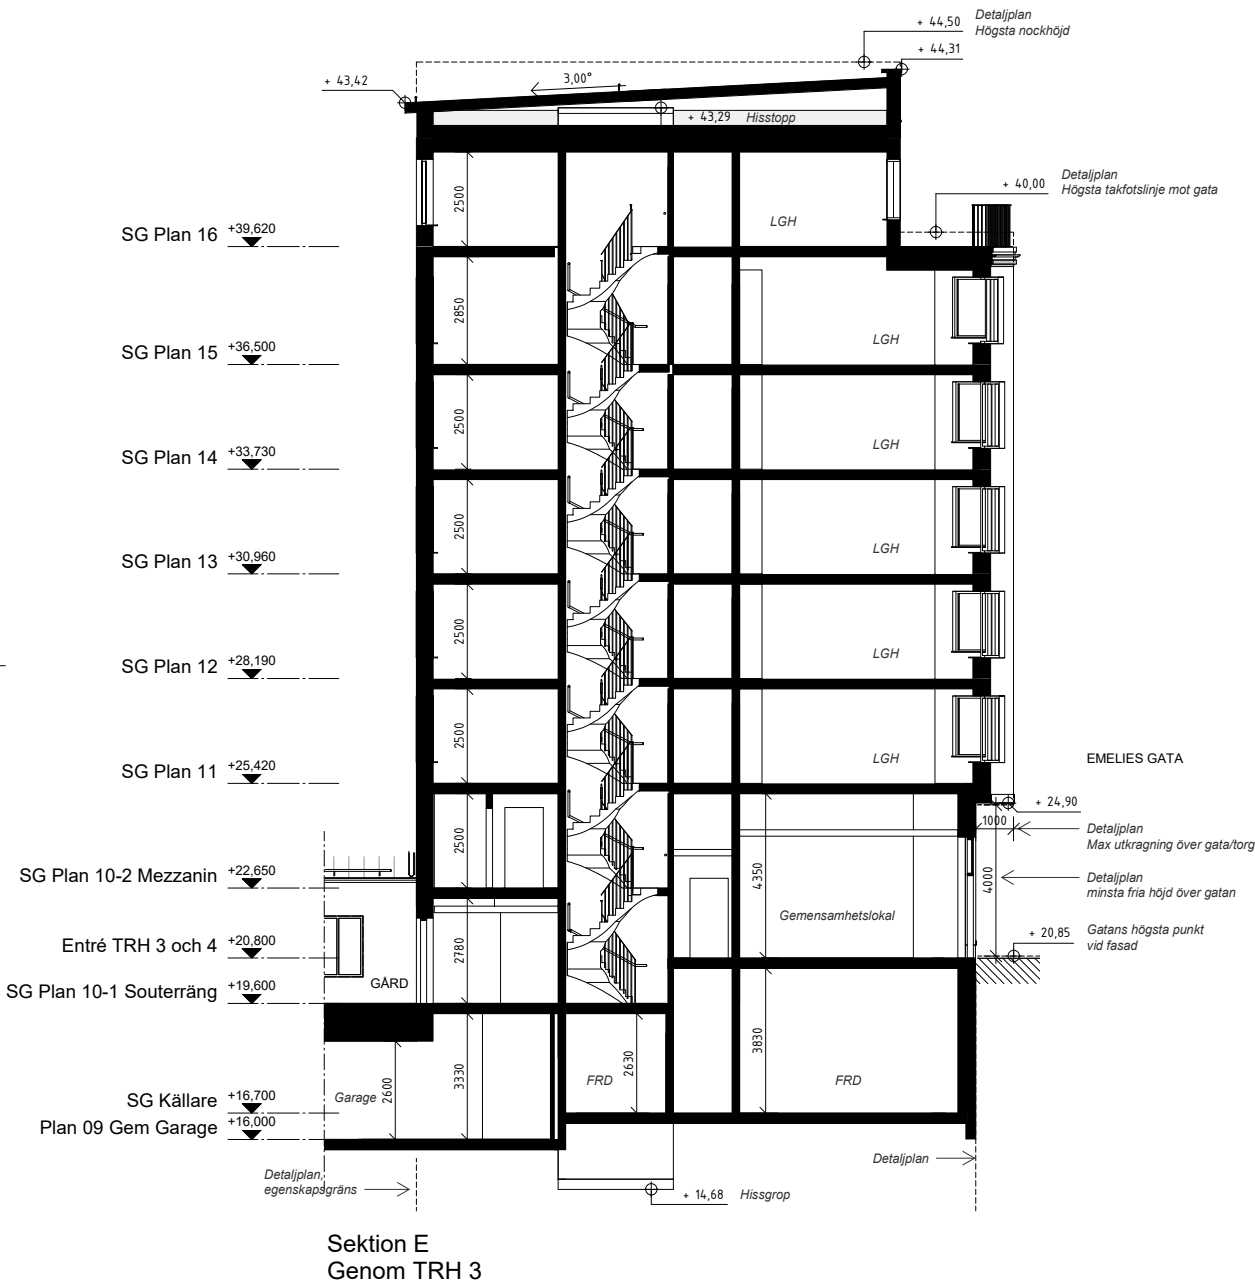 + 44,50
Detaljplan
Högsta nockhöjd
+ 44,31
+ 43,42
3,00°
+ 43,29 Hisstopp
Detaljplan
Högsta takfotslinje mot gata
+ 40,00
2500
LGH
SG Plan 16 +39,620
2850
LGH
SG Plan 15 +36,500
2500
LGH
SG Plan 14 +33,730
2500
LGH
SG Plan 13 +30,960
2500
LGH
SG Plan 12 +28,190
2500
LGH
EMELIES GATA
SG Plan 11 +25,420
+ 24,90
1000
Detaljplan
Max utkragning över gata/torg
2500
4350
4000
Detaljplan
minsta fria höjd över gatan
SG Plan 10-2 Mezzanin +22,650
Gemensamhetslokal
+ 20,85
Gatans högsta punkt
vid fasad
Entré TRH 3 och 4 +20,800
2780
GÅRD
SG Plan 10-1 Souterräng +19,600
3330
2630
3830
2600
Garage
FRD
FRD
SG Källare +16,700
Plan 09 Gem Garage +16,000
Detaljplan
Detaljplan,
egenskapsgräns
+ 14,68 Hissgrop
Sektion E
Genom TRH 3